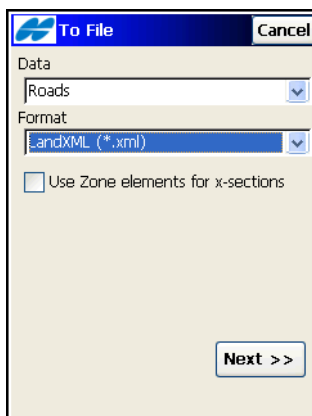 To File
Cancel
Data
Roads
Format
LandXML (*.xml)
Use Zone elements for x-sections
Next >>